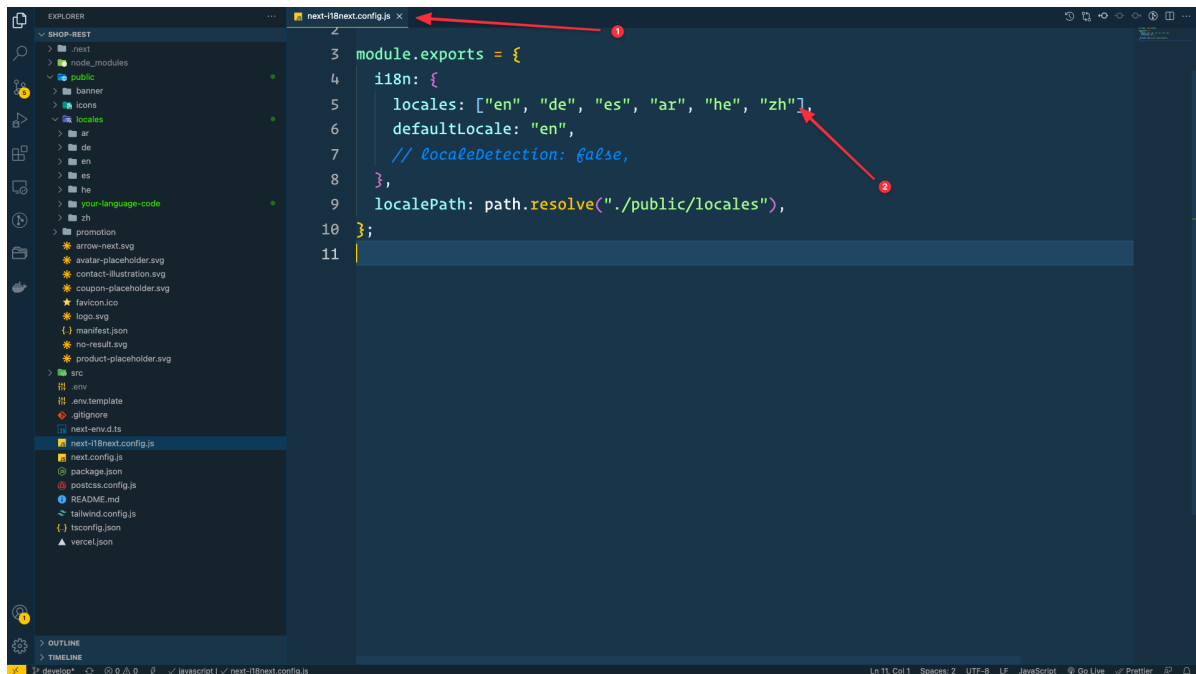 EXPLORER
next-i18next.config.js
1
SHOP-REST
.next
node_modules
public
banner
icons
locales
ar
de
en
es
he
your-language-code
zh
promotion
arrow-next.svg
avatar-placeholder.svg
contact-illustration.svg
coupon-placeholder.svg
favicon.ico
logo.svg
manifest.json
no-result.svg
product-placeholder.svg
src
.env
.env.template
.gitignore
next-env.d.ts
next-i18next.config.js
next.config.js
package.json
postcss.config.js
README.md
tailwind.config.js
tsconfig.json
vercel.json
OUTLINE
TIMELINE
5
1
2
3 module.exports = {
4 i18n: {
5 locales: ["en", "de", "es", "ar", "he", "zh"],
6 defaultLocale: "en",
7 // localeDetection: false,
8 },
9 localePath: path.resolve("./public/locales"),
10 };
11
2
develop* 0 0 javascript | next-i18next.config.js Ln 11, Col 1 Spaces: 2 UTF-8 LF JavaScript Go Live Prettier